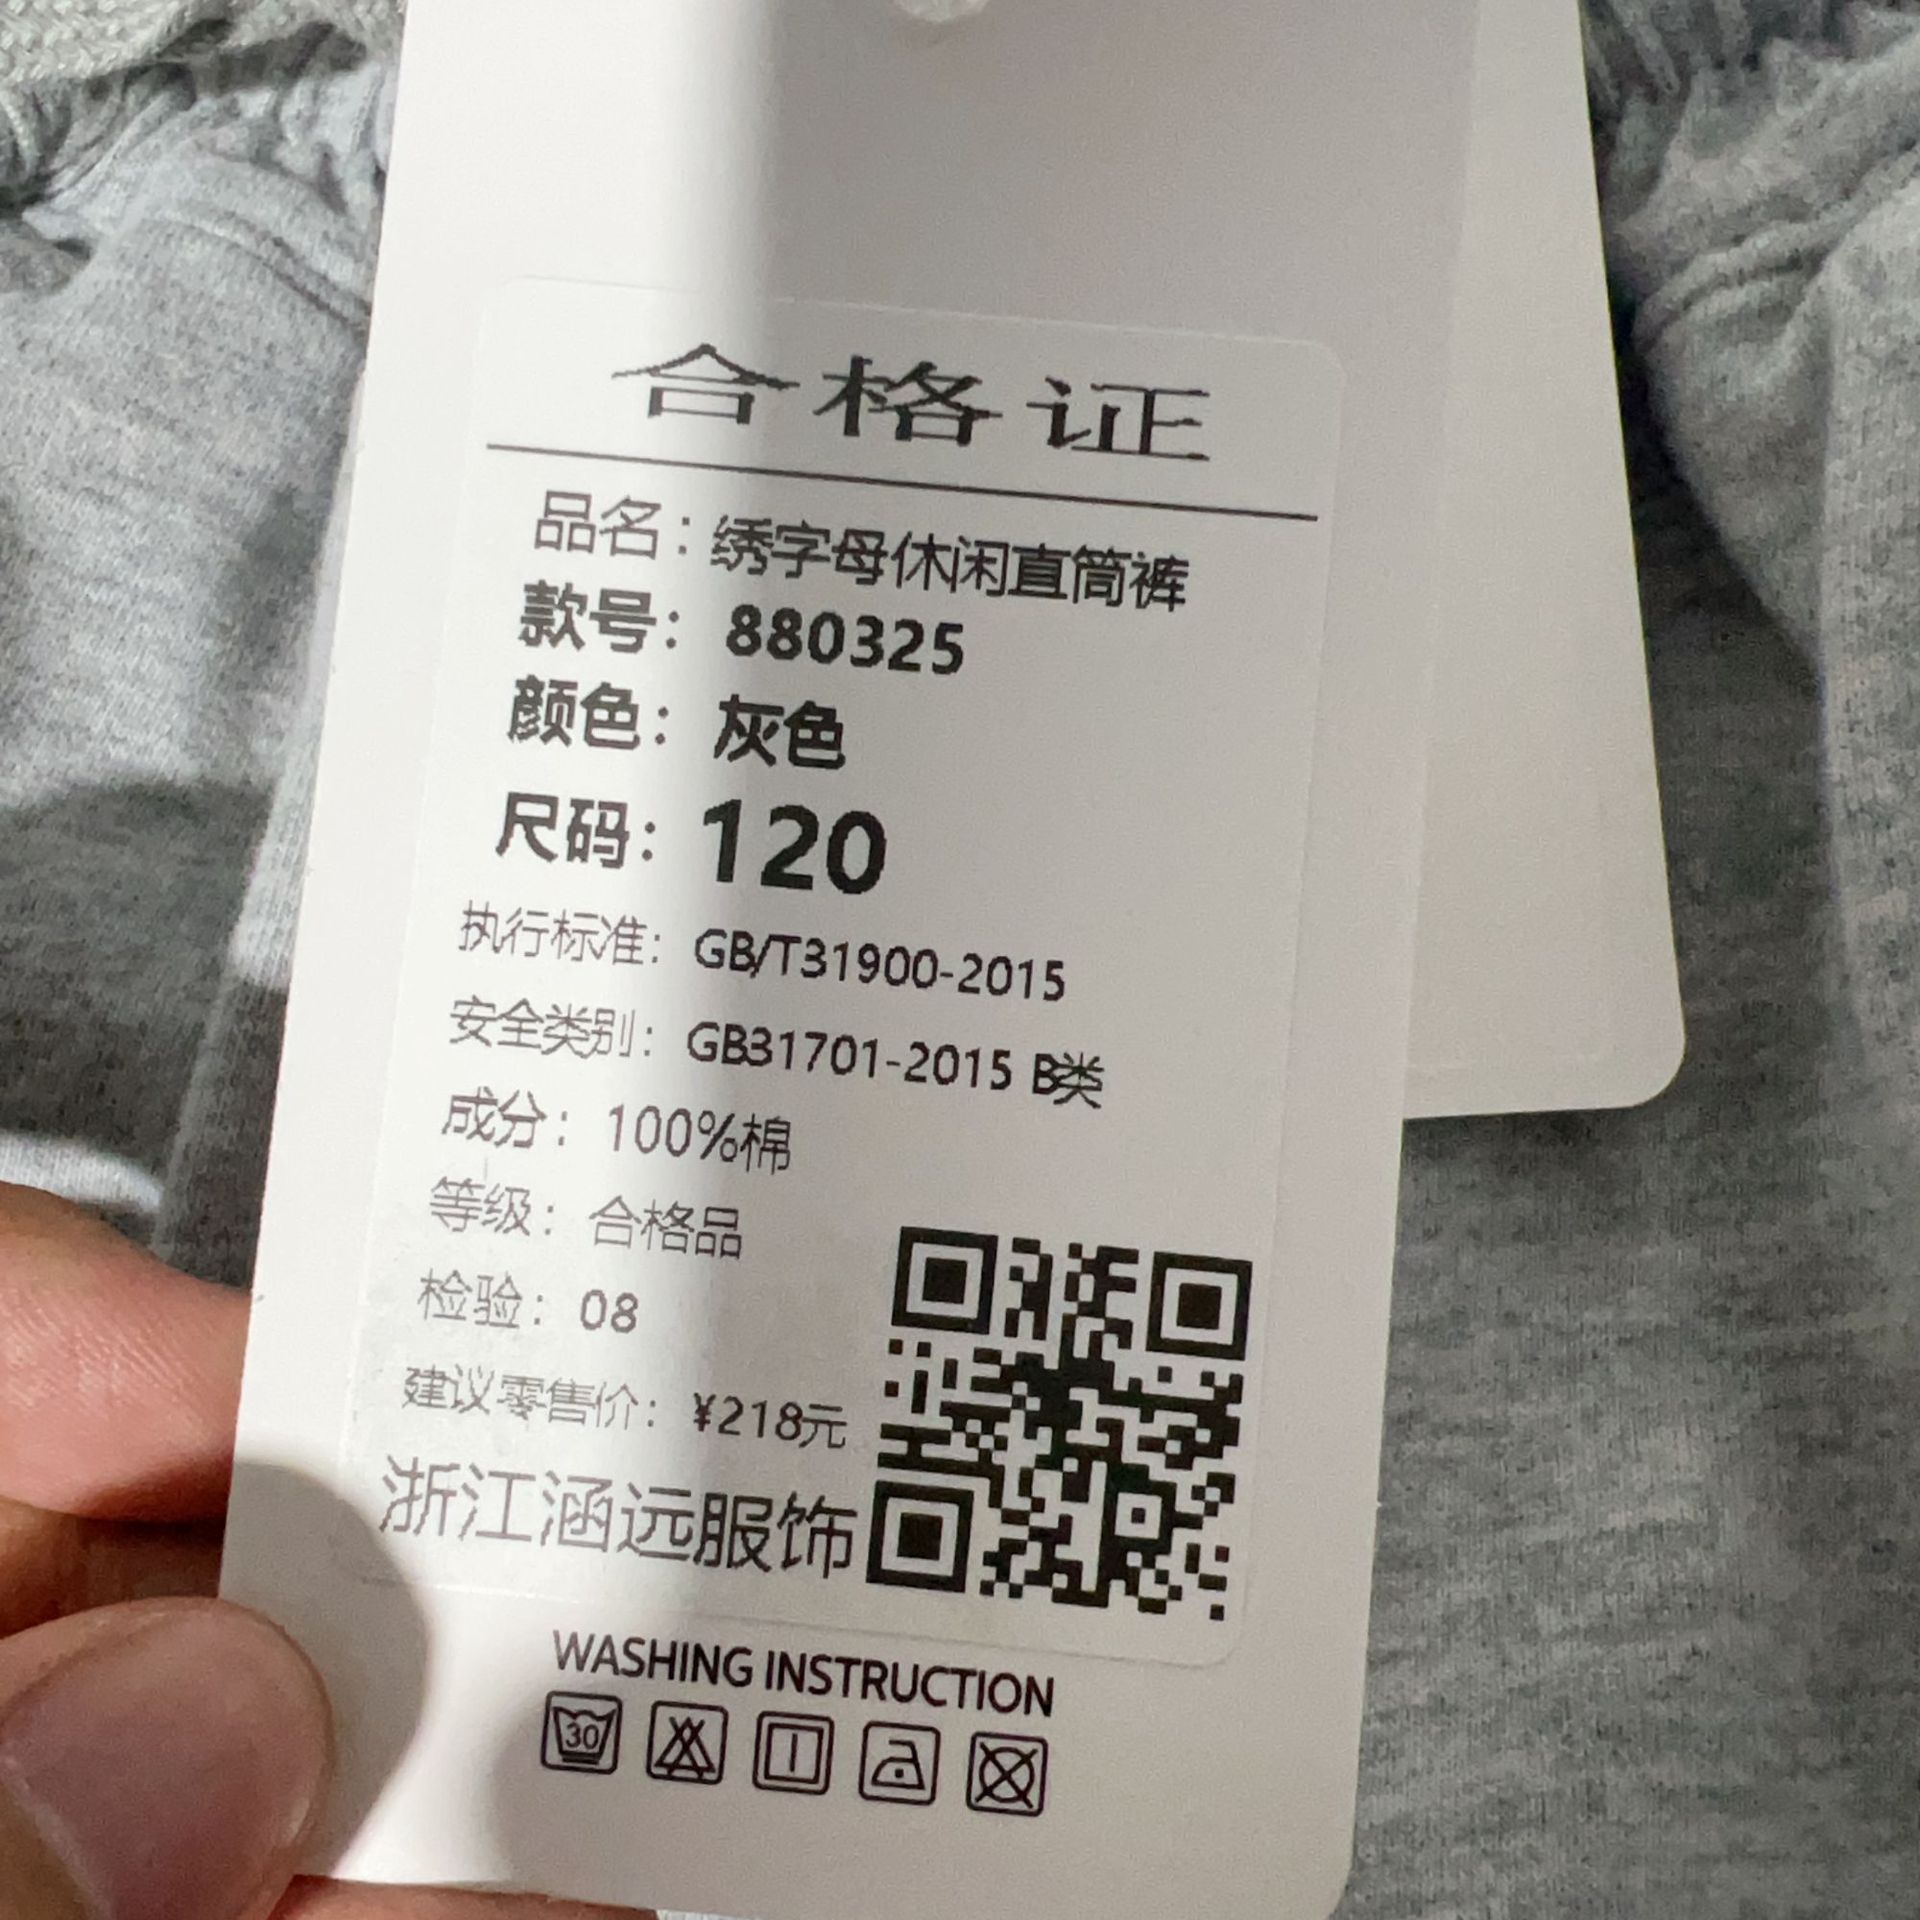 合格证
品名：绣字母休闲直筒裤
款号：880325
颜色：灰色
尺码：120
执行标准：GB/T31900-2015
安全类别：GB31701-2015 B类
成分：100%棉
等级：合格品
检验：08
建议零售价：¥218元
浙江涵远服饰
WASHING INSTRUCTION
30